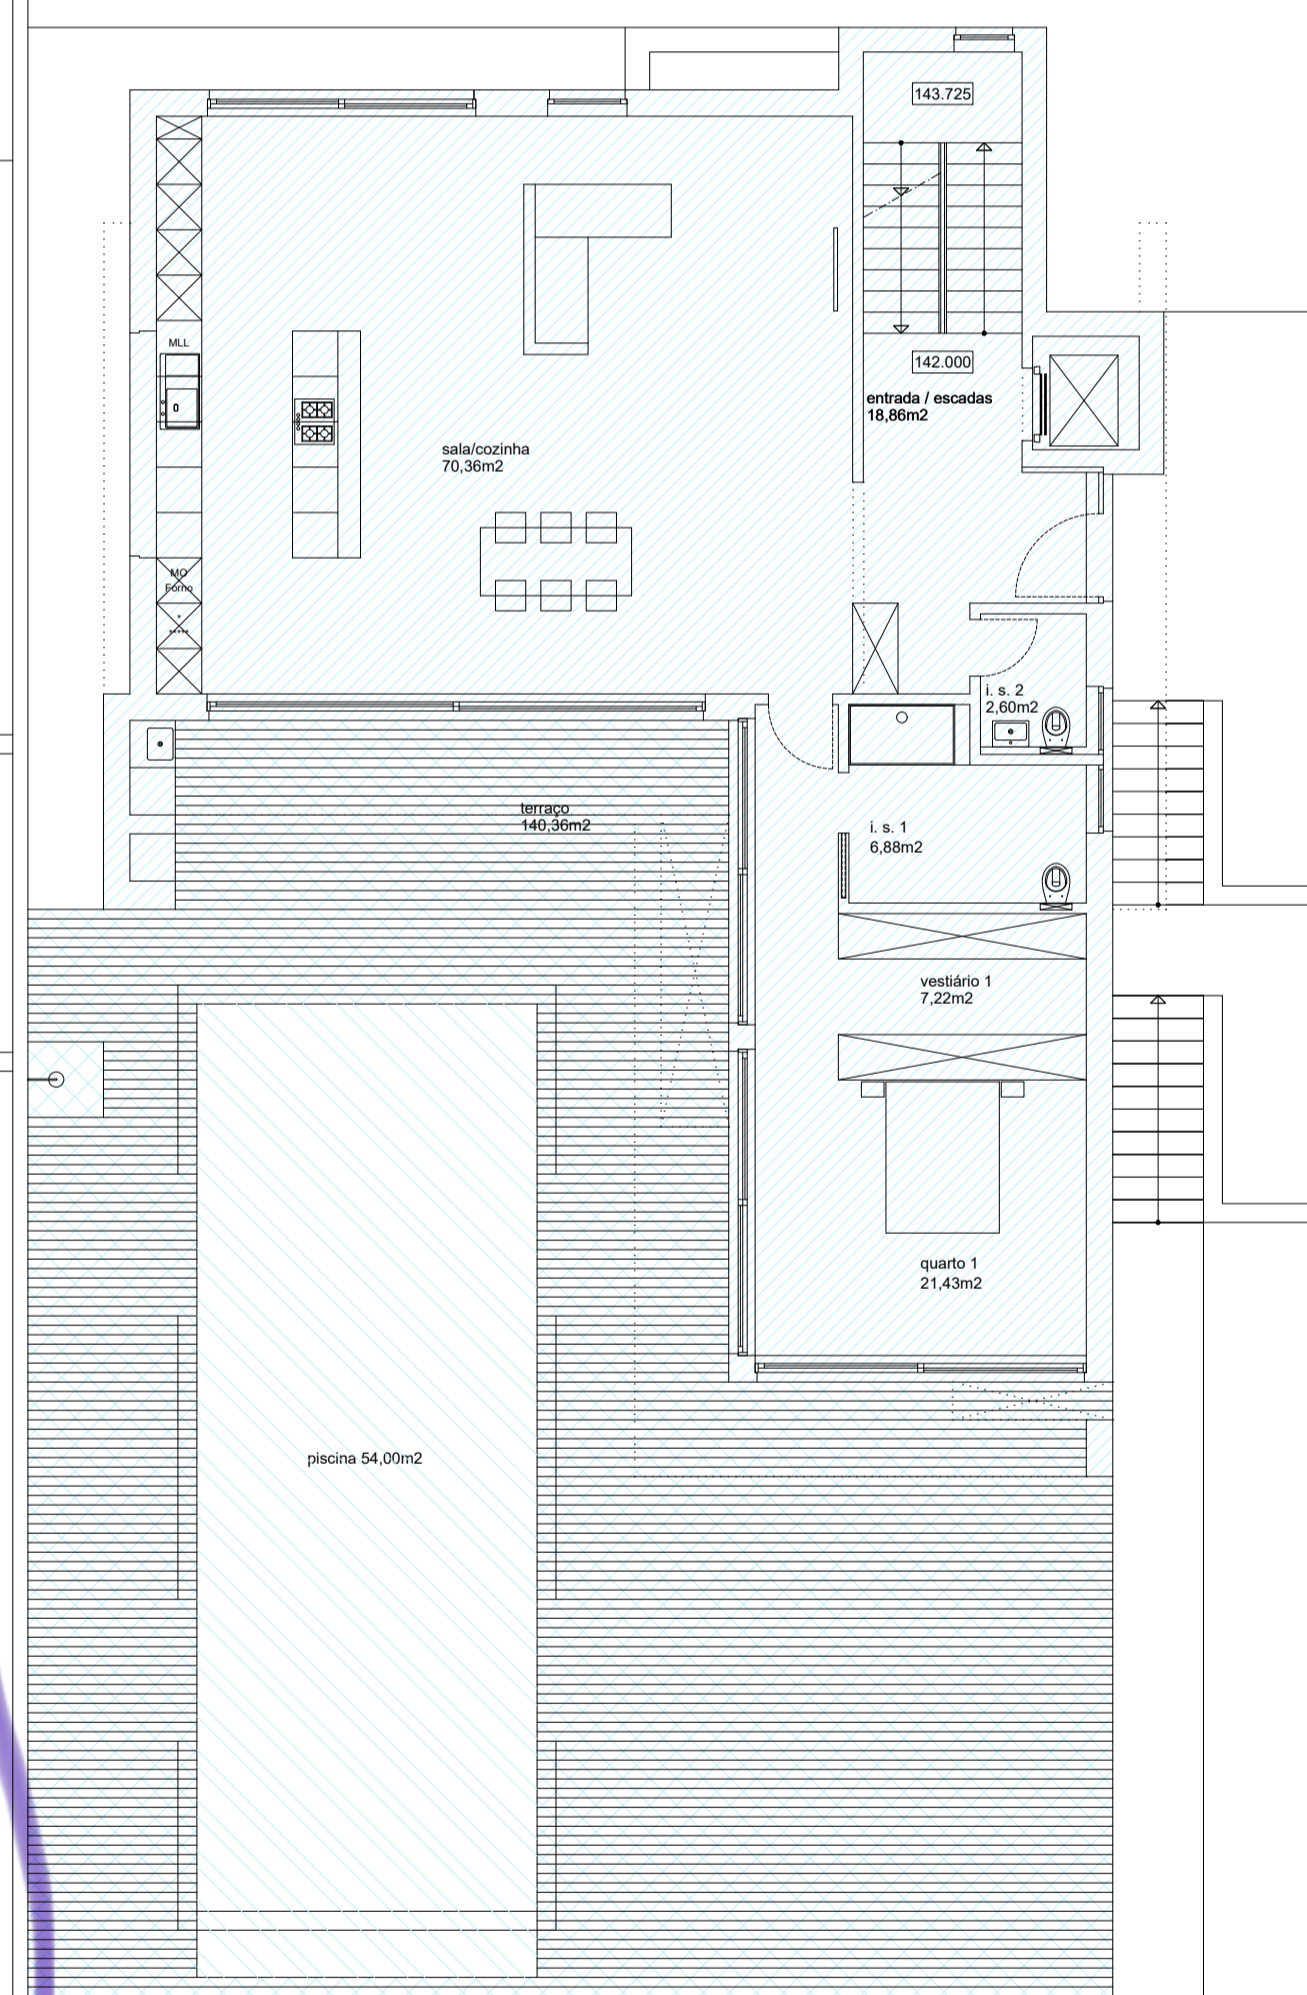 143.725
142.000
entrada / escadas
18,86m2
MLL
sala/cozinha
70,36m2
MO
Forno
i. s. 2
2,60m2
terraço
140,36m2
i. s. 1
6,88m2
vestiário 1
7,22m2
quarto 1
21,43m2
piscina 54,00m2